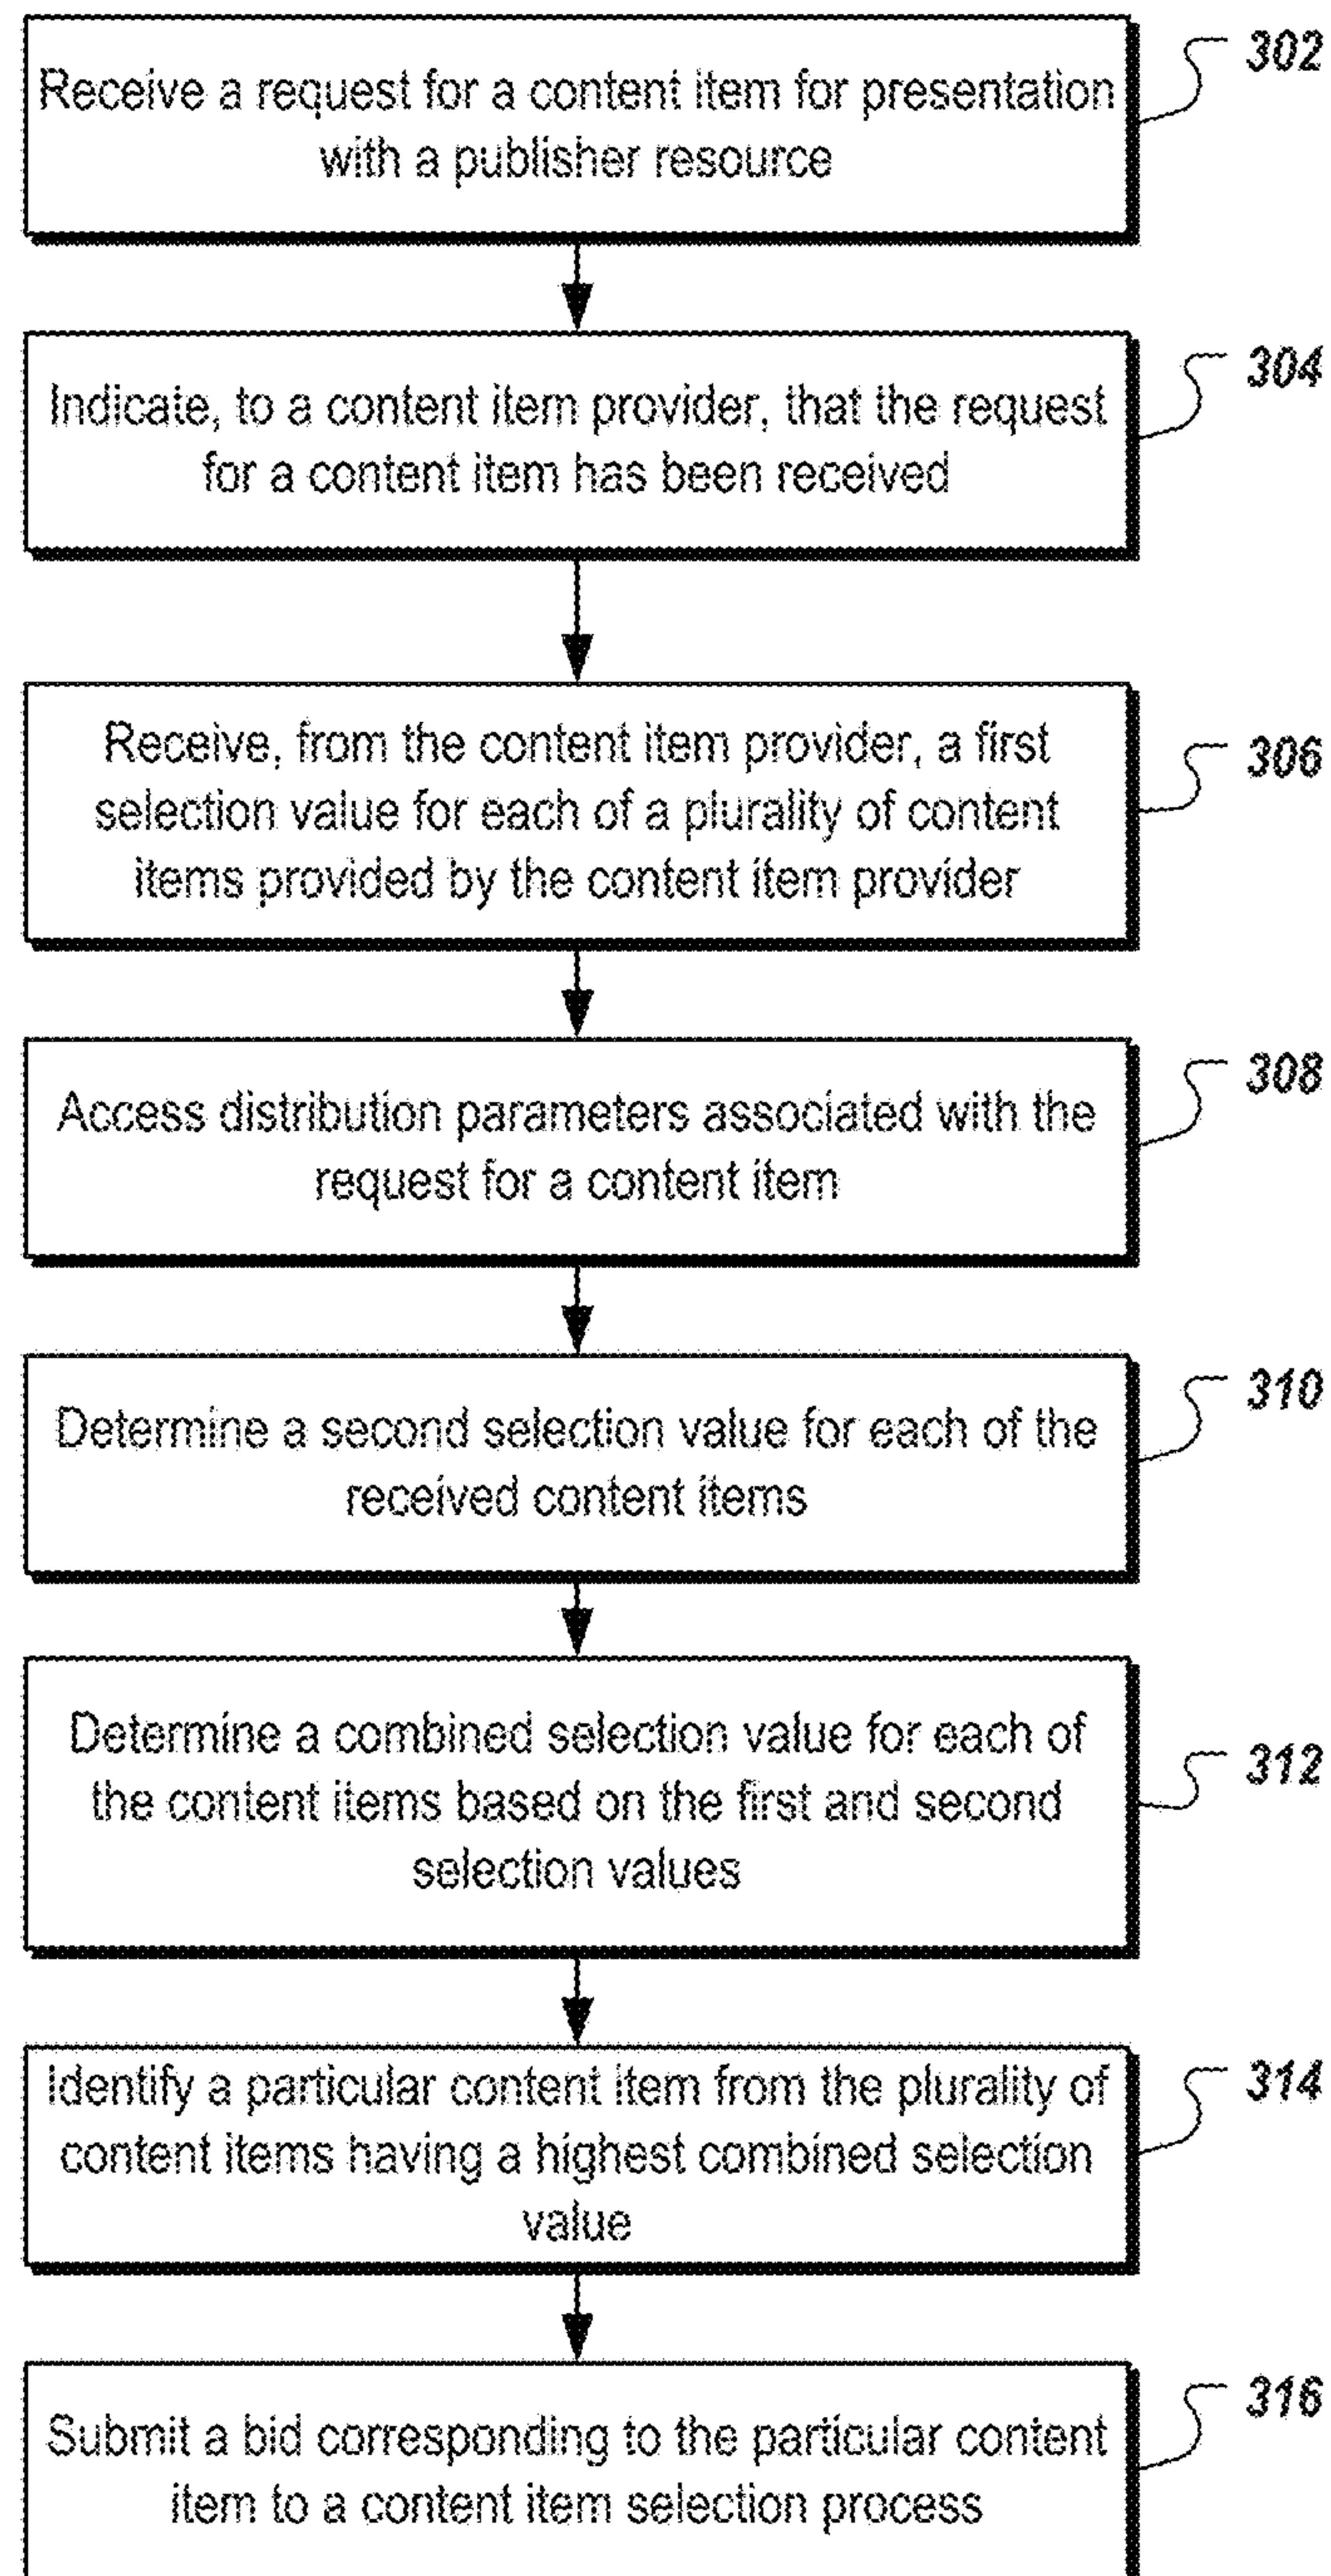 Receive a request for a content item for presentation
with a publisher resource
302
Indicate, to a content item provider, that the request
for a content item has been received
304
Receive, from the content item provider, a first
selection value for each of a plurality of content
items provided by the content item provider
306
Access distribution parameters associated with the
request for a content item
308
Determine a second selection value for each of the
received content items
310
Determine a combined selection value for each of
the content items based on the first and second
selection values
312
Identify a particular content item from the plurality of
content items having a highest combined selection
value
314
Submit a bid corresponding to the particular content
item to a content item selection process
316